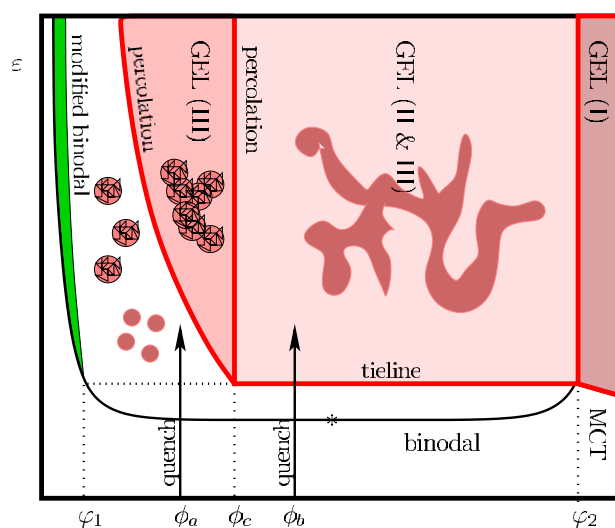 ε
modified binodal
percolation
GEL (III)
percolation
GEL (II & III)
GEL (I)
tieline
*
binodal
MCT
quench
quench
φ1
ϕa
ϕc
ϕb
φ2